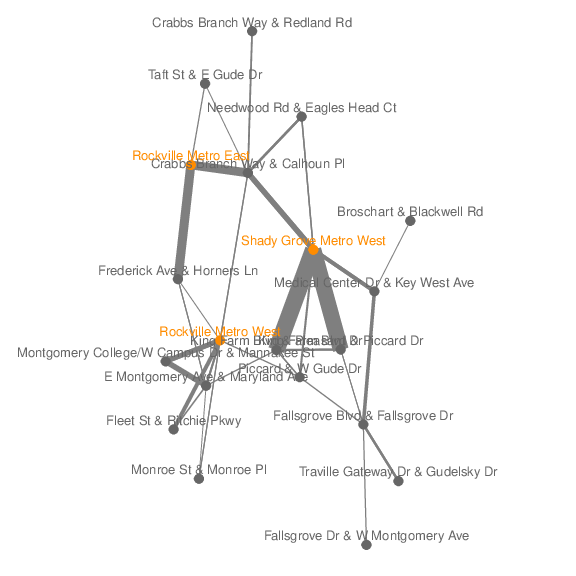 Crabbs Branch Way & Redland Rd
Taft St & E Gude Dr
Needwood Rd & Eagles Head Ct
Rockville Metro East
Crabbs Branch Way & Calhoun Pl
Broschart & Blackwell Rd
Shady Grove Metro West
Frederick Ave & Horners Ln
Medical Center Dr & Key West Ave
Rockville Metro West
King Farm Blvd &
Piccard Dr
Montgomery College/W Campus Dr & Mannakee St
Piccard & W Gude Dr
E Montgomery Ave & Maryland Ave
Fleet St & Ritchie Pkwy
Fallsgrove Blvd & Fallsgrove Dr
Monroe St & Monroe Pl
Traville Gateway Dr & Gudelsky Dr
Fallsgrove Dr & W Montgomery Ave